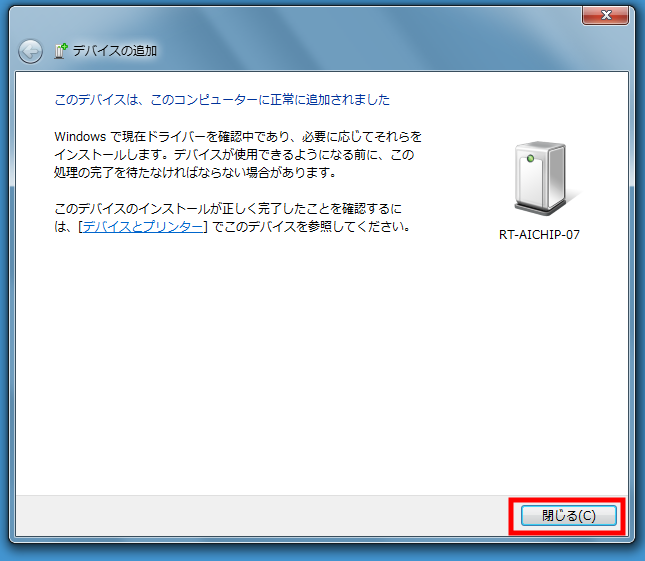 デバイスの追加
このデバイスは、このコンピューターに正常に追加されました
Windows で現在ドライバーを確認中であり、必要に応じてそれらを
インストールします。デバイスが使用できるようになる前に、この
処理の完了を待たなければならない場合があります。
このデバイスのインストールが正しく完了したことを確認するに
は、[デバイスとプリンター] でこのデバイスを参照してください。
RT-AICHIP-07
閉じる(C)